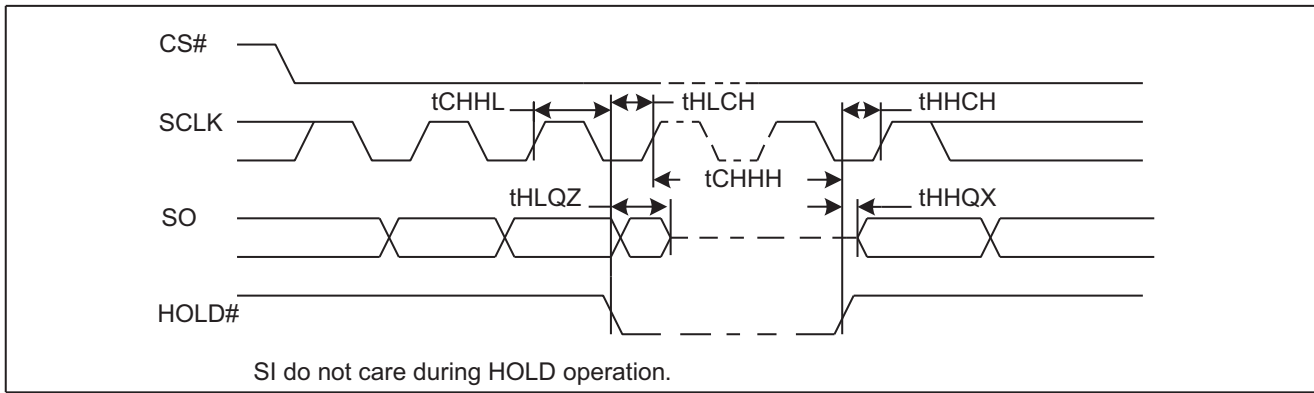 CS#
tCHHL
tHLCH
tHHCH
SCLK
tCHHH
tHLQZ
tHHQX
SO
HOLD#
SI do not care during HOLD operation.